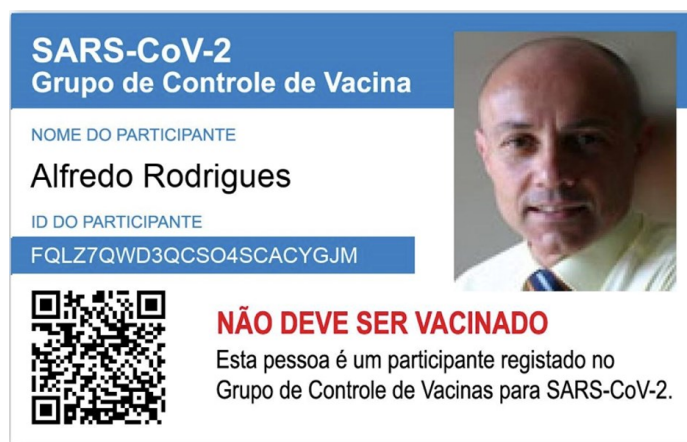 SARS-CoV-2
Grupo de Controle de Vacina
NOME DO PARTICIPANTE
Alfredo Rodrigues
ID DO PARTICIPANTE
FQLZ7QWD3QCSO4SCACYGJM
NÃO DEVE SER VACINADO
Esta pessoa é um participante registado no
Grupo de Controle de Vacinas para SARS-CoV-2.